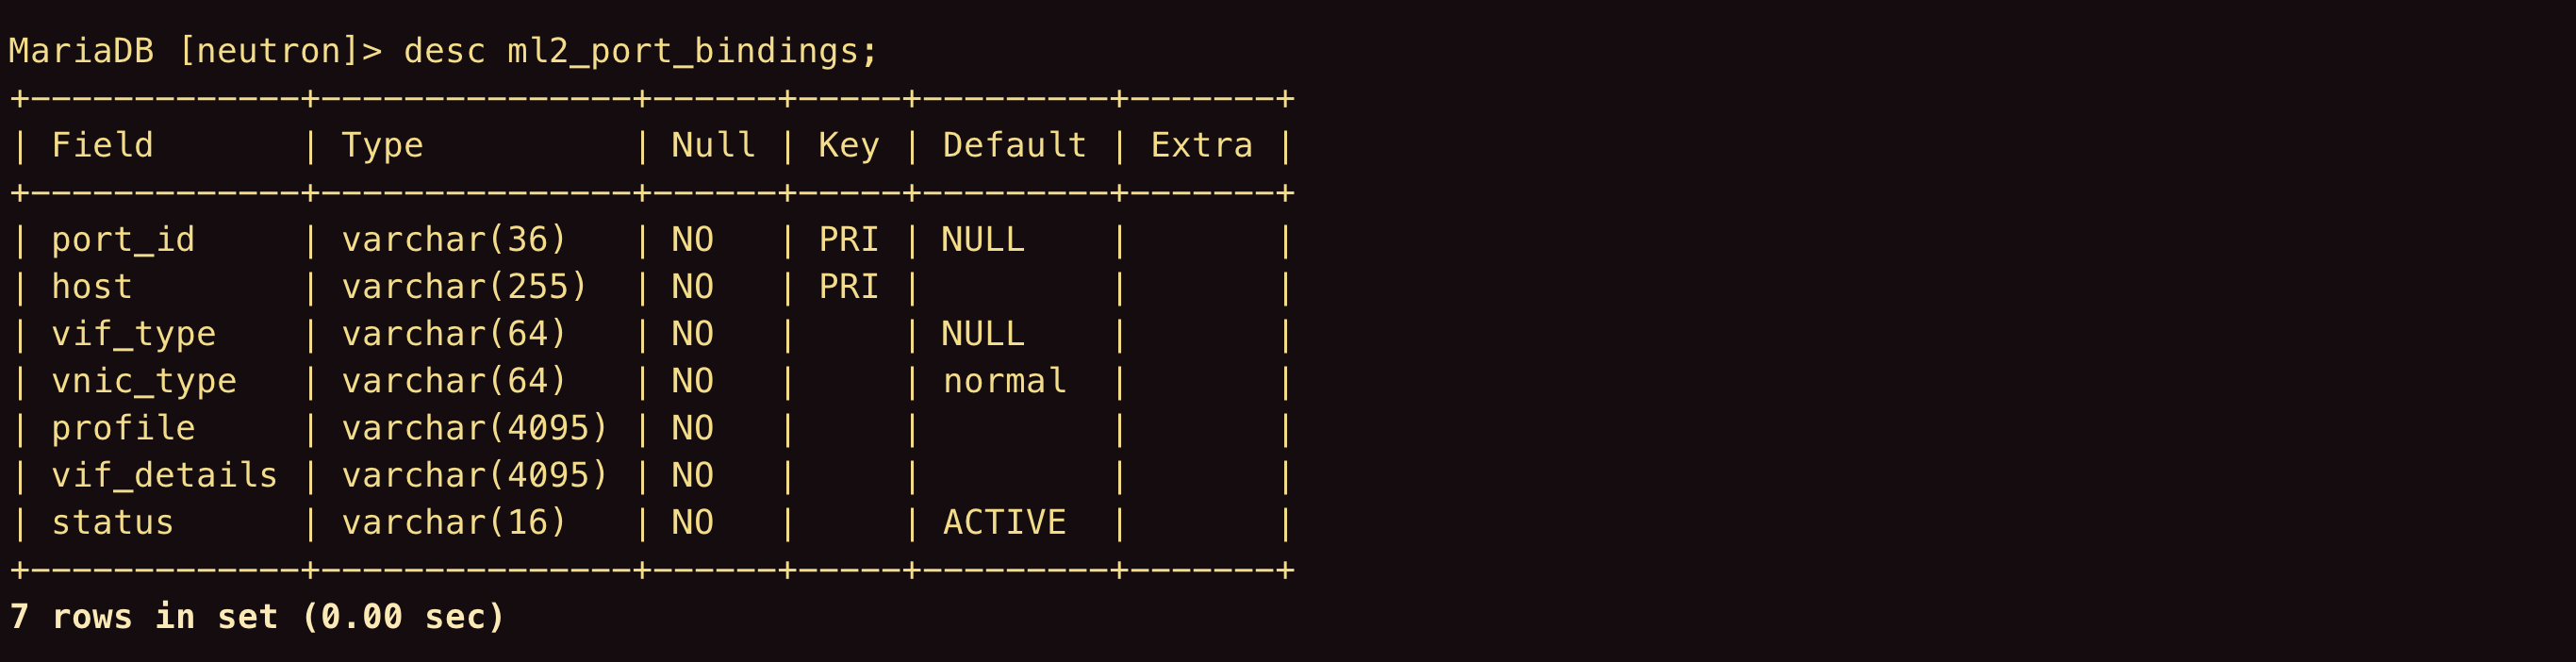 MariaDB [neutron]> desc ml2_port_bindings;
+-------------+---------------+------+-----+---------+-------+
| Field       | Type          | Null | Key | Default | Extra |
+-------------+---------------+------+-----+---------+-------+
| port_id     | varchar(36)   | NO   | PRI | NULL    |       |
| host        | varchar(255)  | NO   | PRI |         |       |
| vif_type    | varchar(64)   | NO   |     | NULL    |       |
| vnic_type   | varchar(64)   | NO   |     | normal  |       |
| profile     | varchar(4095) | NO   |     |         |       |
| vif_details | varchar(4095) | NO   |     |         |       |
| status      | varchar(16)   | NO   |     | ACTIVE  |       |
+-------------+---------------+------+-----+---------+-------+
7 rows in set (0.00 sec)